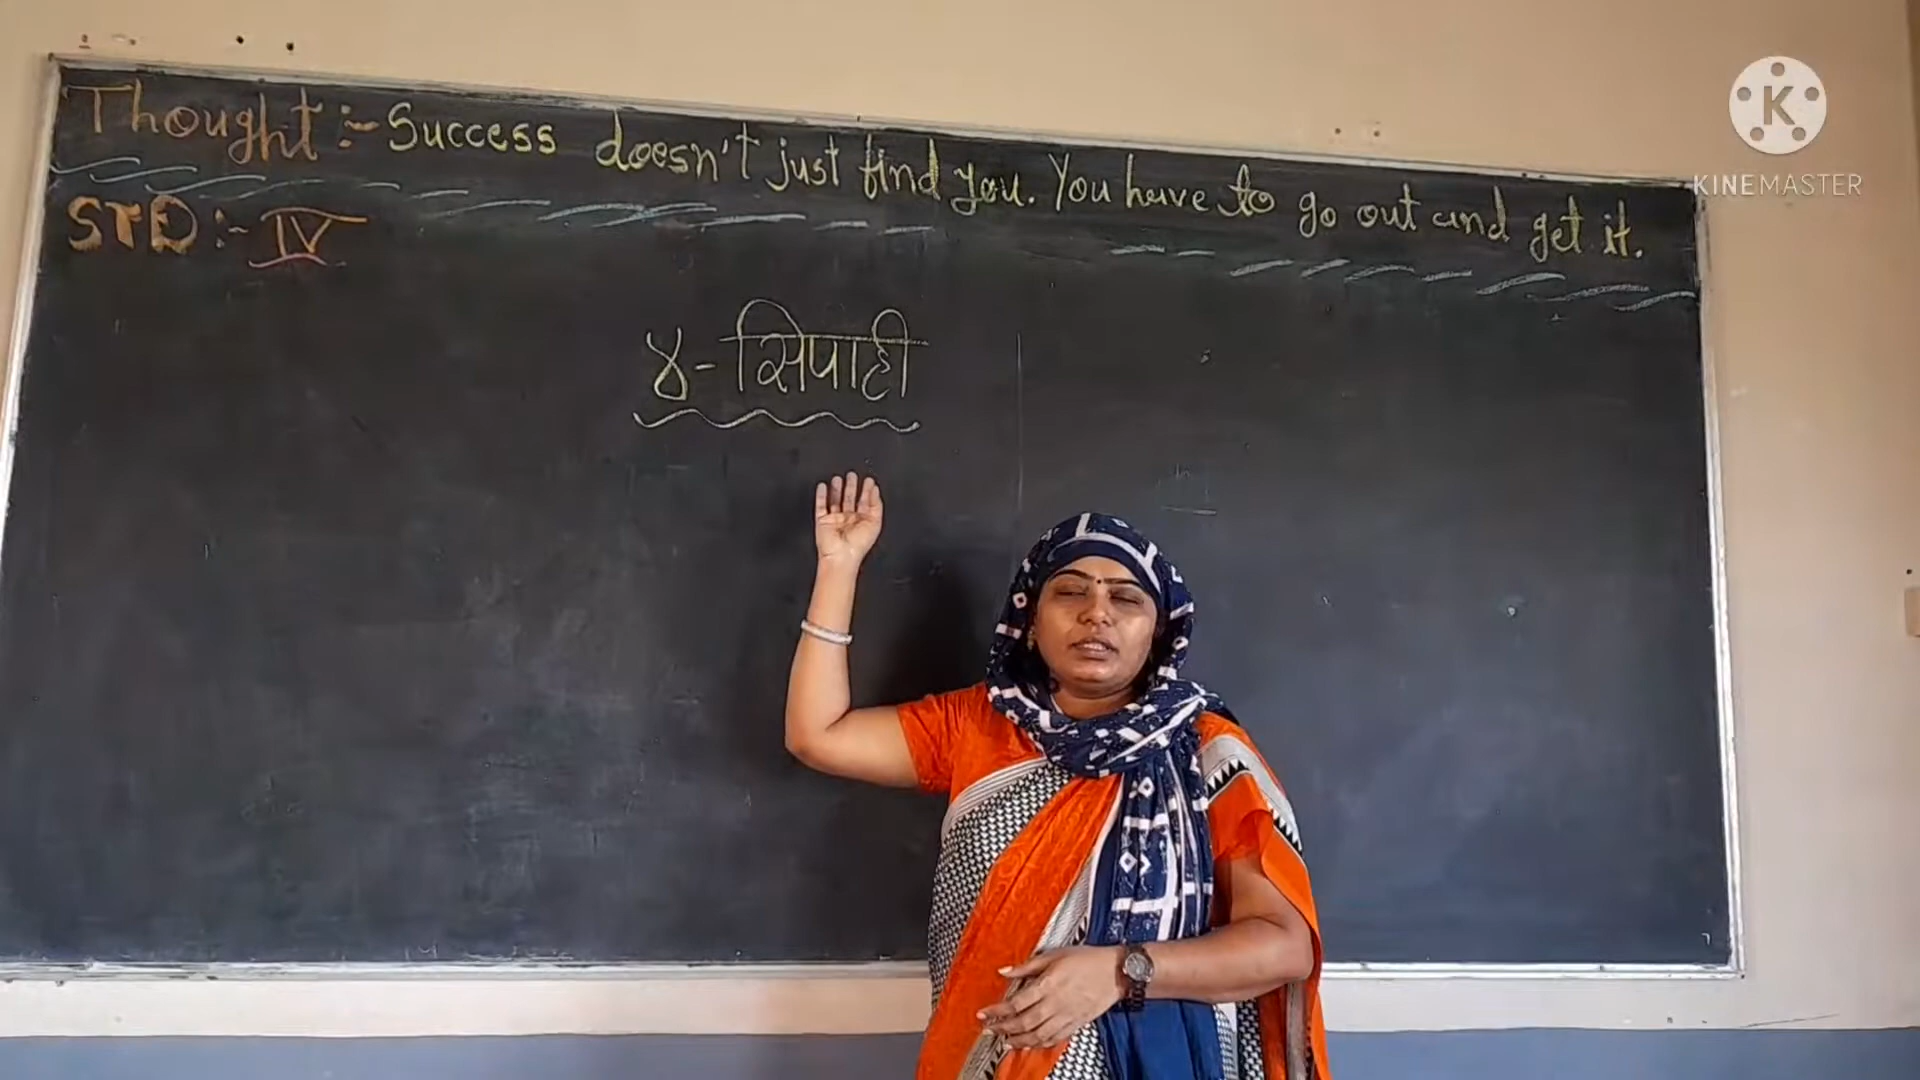 Thought :- Success doesn't just find you. You have to go out and get it.
STD :- IV
४- सिपाही
K
KINEMASTER